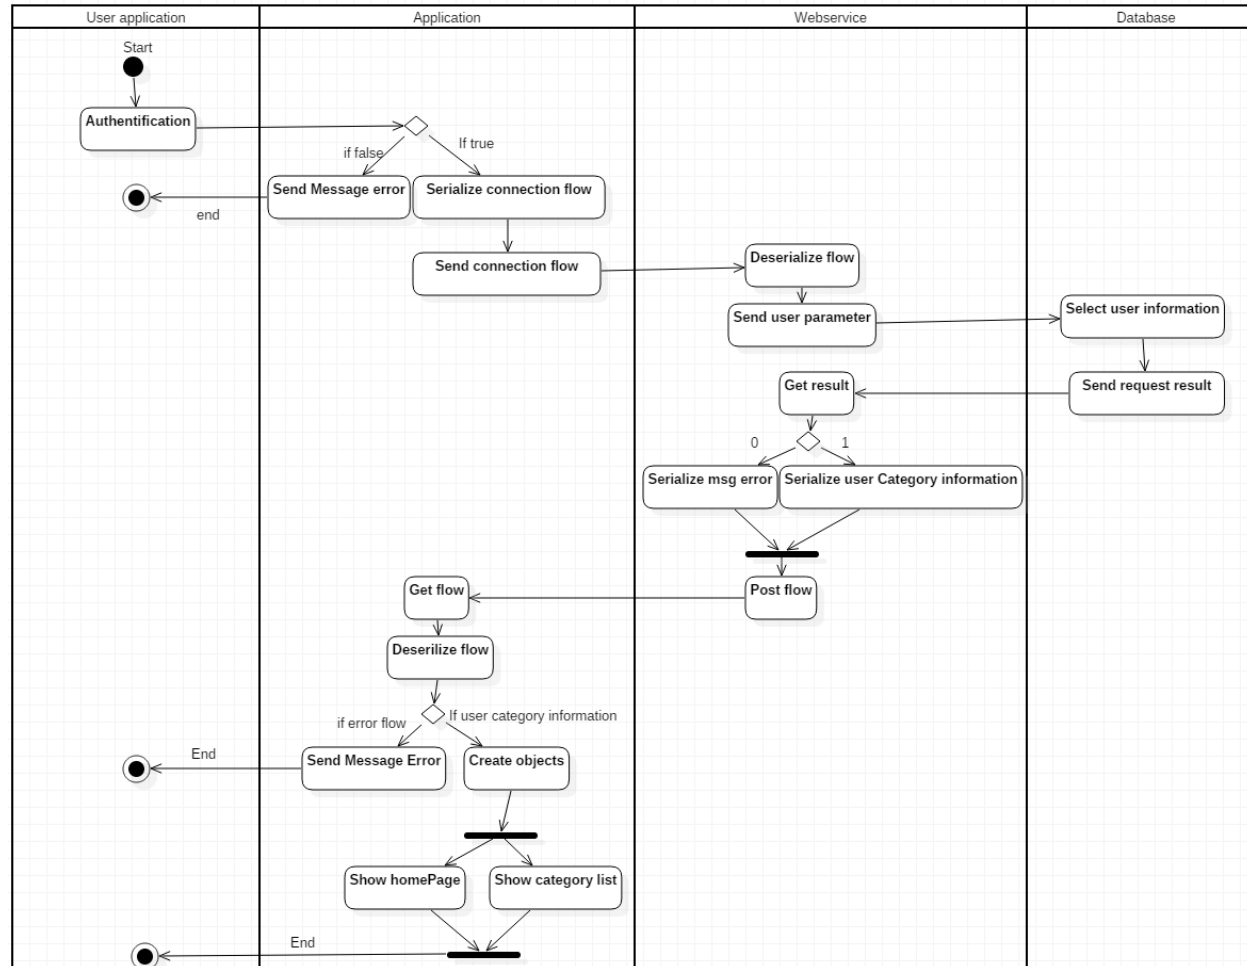 User application
Application
Webservice
Database
Start
Authentification
if false
If true
Send Message error
Serialize connection flow
end
Send connection flow
Deserialize flow
Send user parameter
Select user information
Get result
Send request result
0
1
Serialize msg error
Serialize user Category information
Get flow
Post flow
Deserilize flow
if error flow
If user category information
End
Send Message Error
Create objects
Show homePage
Show category list
End